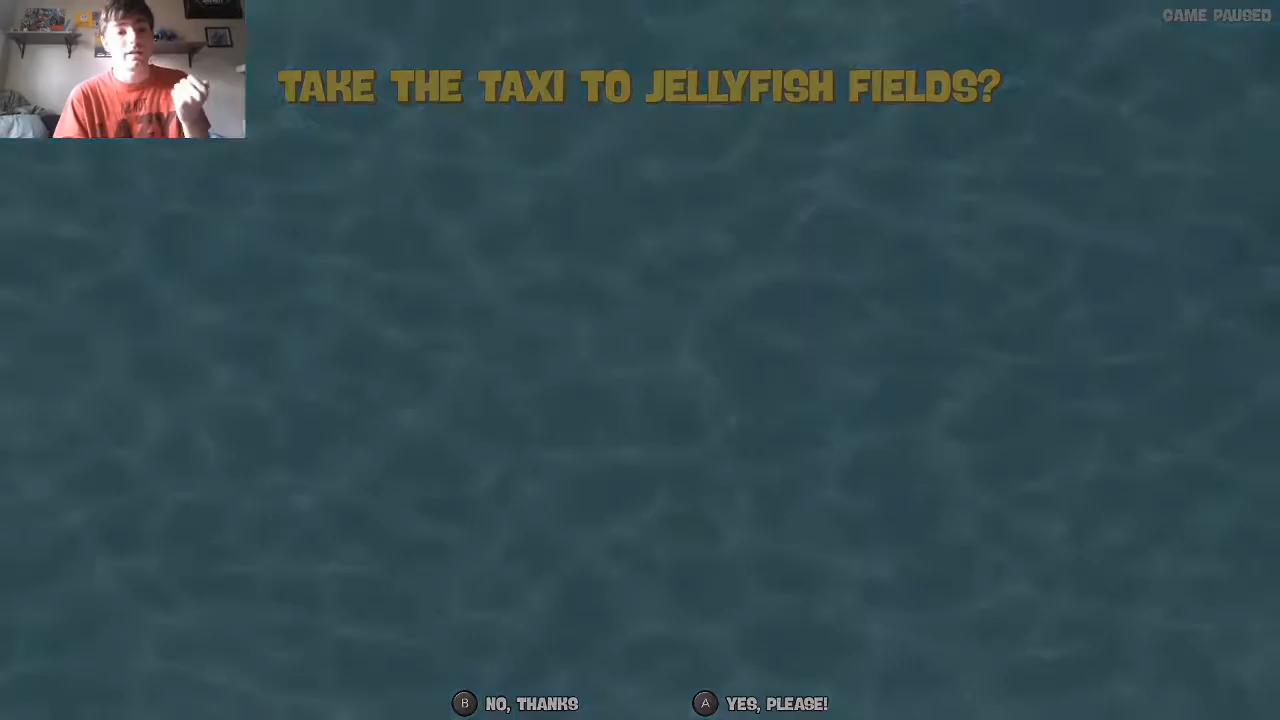 GAME PAUSED
TAKE THE TAXI TO JELLYFISH FIELDS?
B NO, THANKS
A YES, PLEASE!